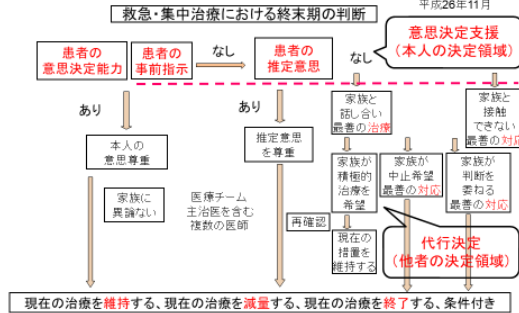 平成26年11月
救急・集中治療における終末期の判断
意思決定支援
(本人の決定領域)
患者の
意思決定能力
患者の
事前指示
なし
患者の
推定意思
なし
あり
あり
家族と
話し合い
最善の治療
家族と
接触
できない
最善の対応
本人の
意思尊重
推定意思
を尊重
家族が
積極的
治療を
希望
家族が
中止希望
最善の対応
家族が
判断を
委ねる
最善の対応
家族に
異論ない
医療チーム
主治医を含む
複数の医師
再確認
現在の
措置を
維持する
代行決定
(他者の決定領域)
現在の治療を維持する、現在の治療を減量する、現在の治療を終了する、条件付き